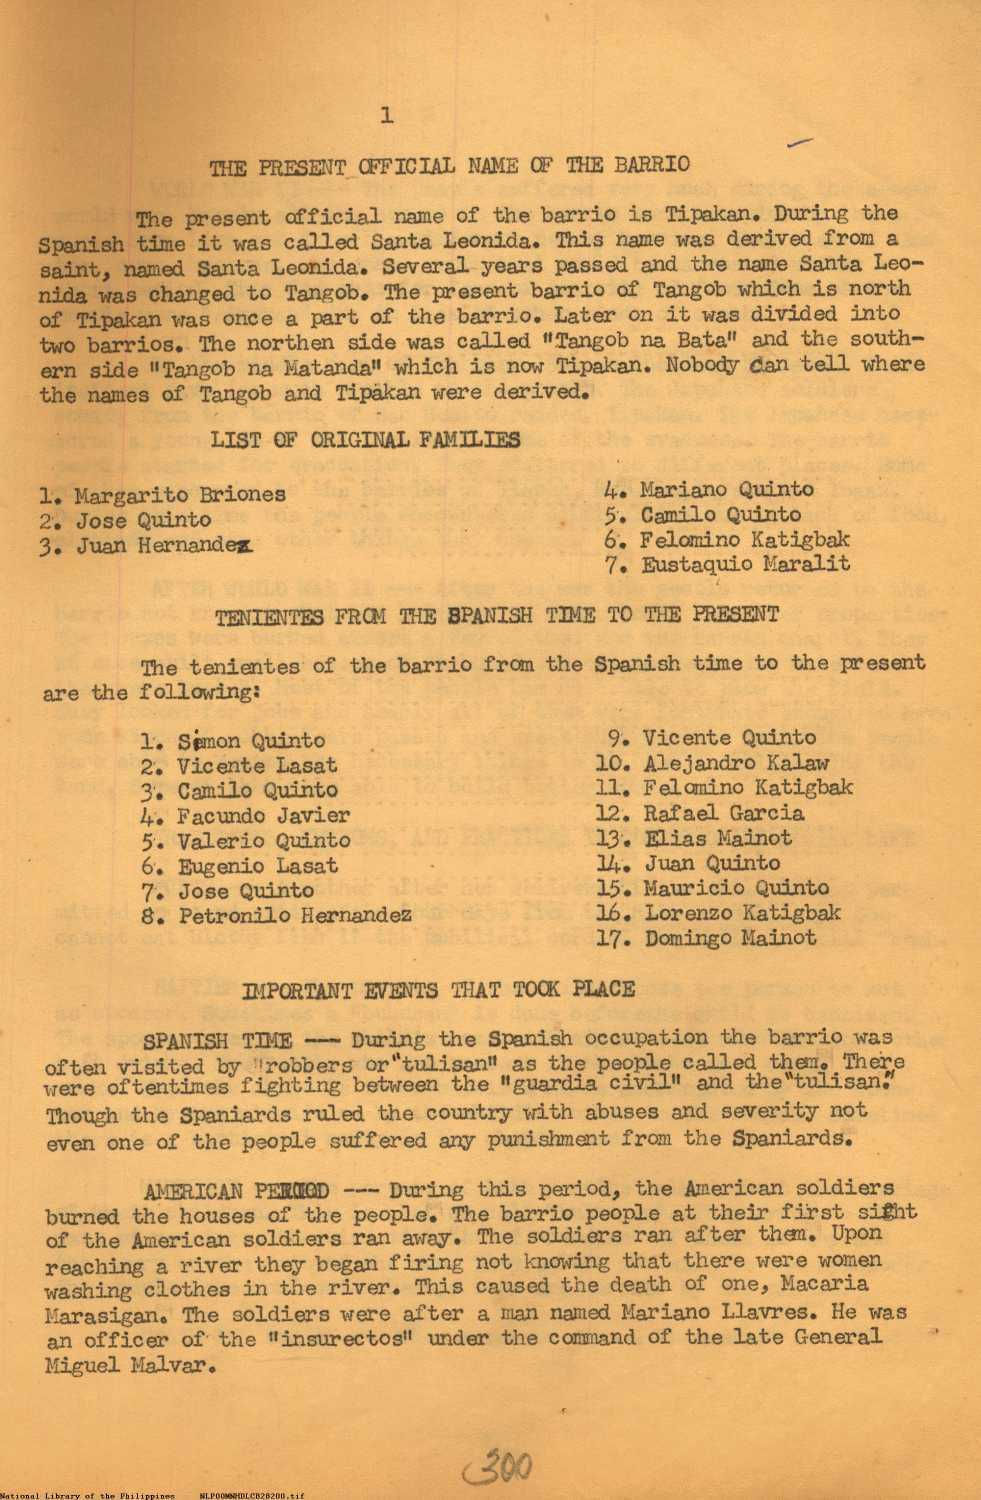 1
THE PRESENT OFFICIAL NAME OF THE BARRIO
The present official name of the barrio is Tipakan. During the
Spanish time it was called Santa Leonida. This name was derived from a
saint, named Santa Leonida. Several years passed and the name Santa Leo-
nida was changed to Tangob. The present barrio of Tangob which is north
of Tipakan was once a part of the barrio. Later on it was divided into
two barrios. The northen side was called "Tangob na Bata" and the south-
ern side "Tangob na Matanda" which is now Tipakan. Nobody can tell where
the names of Tangob and Tipakan were derived.
LIST OF ORIGINAL FAMILIES
1. Margarito Briones
2. Jose Quinto
3. Juan Hernandez
4. Mariano Quinto
5. Camilo Quinto
6. Felomino Katigbak
7. Eustaquio Maralit
TENIENTES FROM THE SPANISH TIME TO THE PRESENT
The tenientes of the barrio from the Spanish time to the present
are the following:
1. Simon Quinto
2. Vicente Lasat
3. Camilo Quinto
4. Facundo Javier
5. Valerio Quinto
6. Eugenio Lasat
7. Jose Quinto
8. Petronilo Hernandez
9. Vicente Quinto
10. Alejandro Kalaw
11. Felomino Katigbak
12. Rafael Garcia
13. Elias Mainot
14. Juan Quinto
15. Mauricio Quinto
16. Lorenzo Katigbak
17. Domingo Mainot
IMPORTANT EVENTS THAT TOOK PLACE
SPANISH TIME --- During the Spanish occupation the barrio was
often visited by "robbers or "tulisan" as the people called them. There
were oftentimes fighting between the "guardia civil" and the "tulisan."
Though the Spaniards ruled the country with abuses and severity not
even one of the people suffered any punishment from the Spaniards.
AMERICAN PERIOD --- During this period, the American soldiers
burned the houses of the people. The barrio people at their first sight
of the American soldiers ran away. The soldiers ran after them. Upon
reaching a river they began firing not knowing that there were women
washing clothes in the river. This caused the death of one, Macaria
Marasigan. The soldiers were after a man named Mariano Llavres. He was
an officer of the "insurectos" under the command of the late General
Miguel Malvar.
300
National Library of the Philippines NLPOOMNHDLCB28200.tif